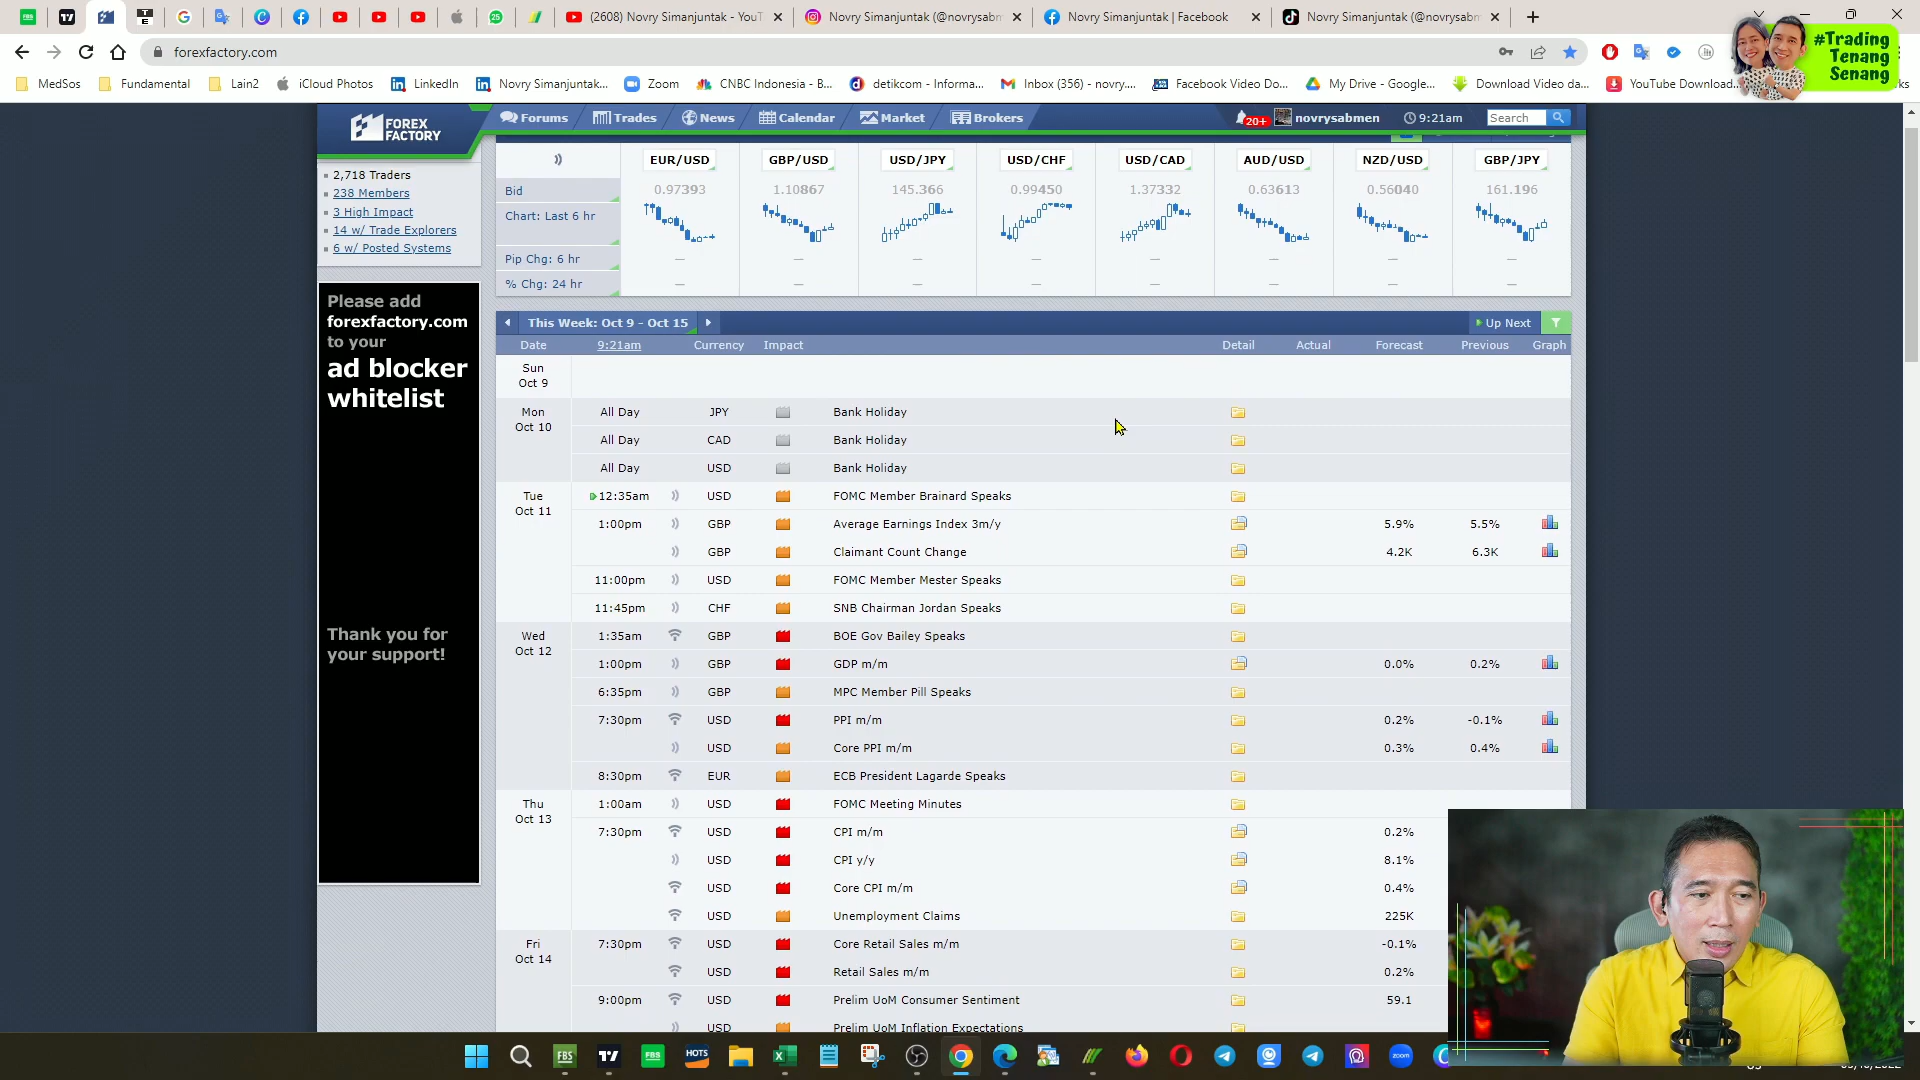 (2608) Novry Simanjuntak - YouT
Novry Simanjuntak (@novrysabm
Novry Simanjuntak | Facebook
Novry Simanjuntak (@novrysabm
forexfactory.com
#Trading
Tenang
Senang
MedSos
Fundamental
Lain2
iCloud Photos
LinkedIn
Novry Simanjuntak...
Zoom
CNBC Indonesia - B...
detikcom - Informa...
Inbox (356) - novry....
Facebook Video Do...
My Drive - Google...
Download Video da...
YouTube Download...
FOREX
FACTORY
Forums
Trades
News
Calendar
Market
Brokers
20+
novrysabmen
9:21am
Search
2,718 Traders
238 Members
3 High Impact
14 w/ Trade Explorers
6 w/ Posted Systems
EUR/USD GBP/USD USD/JPY USD/CHF USD/CAD AUD/USD NZD/USD GBP/JPY
Bid 0.97393 1.10867 145.366 0.99450 1.37332 0.63613 0.56040 161.196
Chart: Last 6 hr
Pip Chg: 6 hr — — — — — — — —
% Chg: 24 hr — — — — — — — —
Please add
forexfactory.com
to your
ad blocker
whitelist
Thank you for
your support!
This Week: Oct 9 - Oct 15
Up Next
Date 9:21am Currency Impact Detail Actual Forecast Previous Graph
Sun
Oct 9
Mon
Oct 10
All Day JPY Bank Holiday
All Day CAD Bank Holiday
All Day USD Bank Holiday
Tue
Oct 11
12:35am USD FOMC Member Brainard Speaks
1:00pm GBP Average Earnings Index 3m/y 5.9% 5.5%
GBP Claimant Count Change 4.2K 6.3K
11:00pm USD FOMC Member Mester Speaks
11:45pm CHF SNB Chairman Jordan Speaks
Wed
Oct 12
1:35am GBP BOE Gov Bailey Speaks
1:00pm GBP GDP m/m 0.0% 0.2%
6:35pm GBP MPC Member Pill Speaks
7:30pm USD PPI m/m 0.2% -0.1%
USD Core PPI m/m 0.3% 0.4%
8:30pm EUR ECB President Lagarde Speaks
Thu
Oct 13
1:00am USD FOMC Meeting Minutes
7:30pm USD CPI m/m 0.2%
USD CPI y/y 8.1%
USD Core CPI m/m 0.4%
USD Unemployment Claims 225K
Fri
Oct 14
7:30pm USD Core Retail Sales m/m -0.1%
USD Retail Sales m/m 0.2%
9:00pm USD Prelim UoM Consumer Sentiment 59.1
USD Prelim UoM Inflation Expectations
FBS
FBS
HOTS
zoom